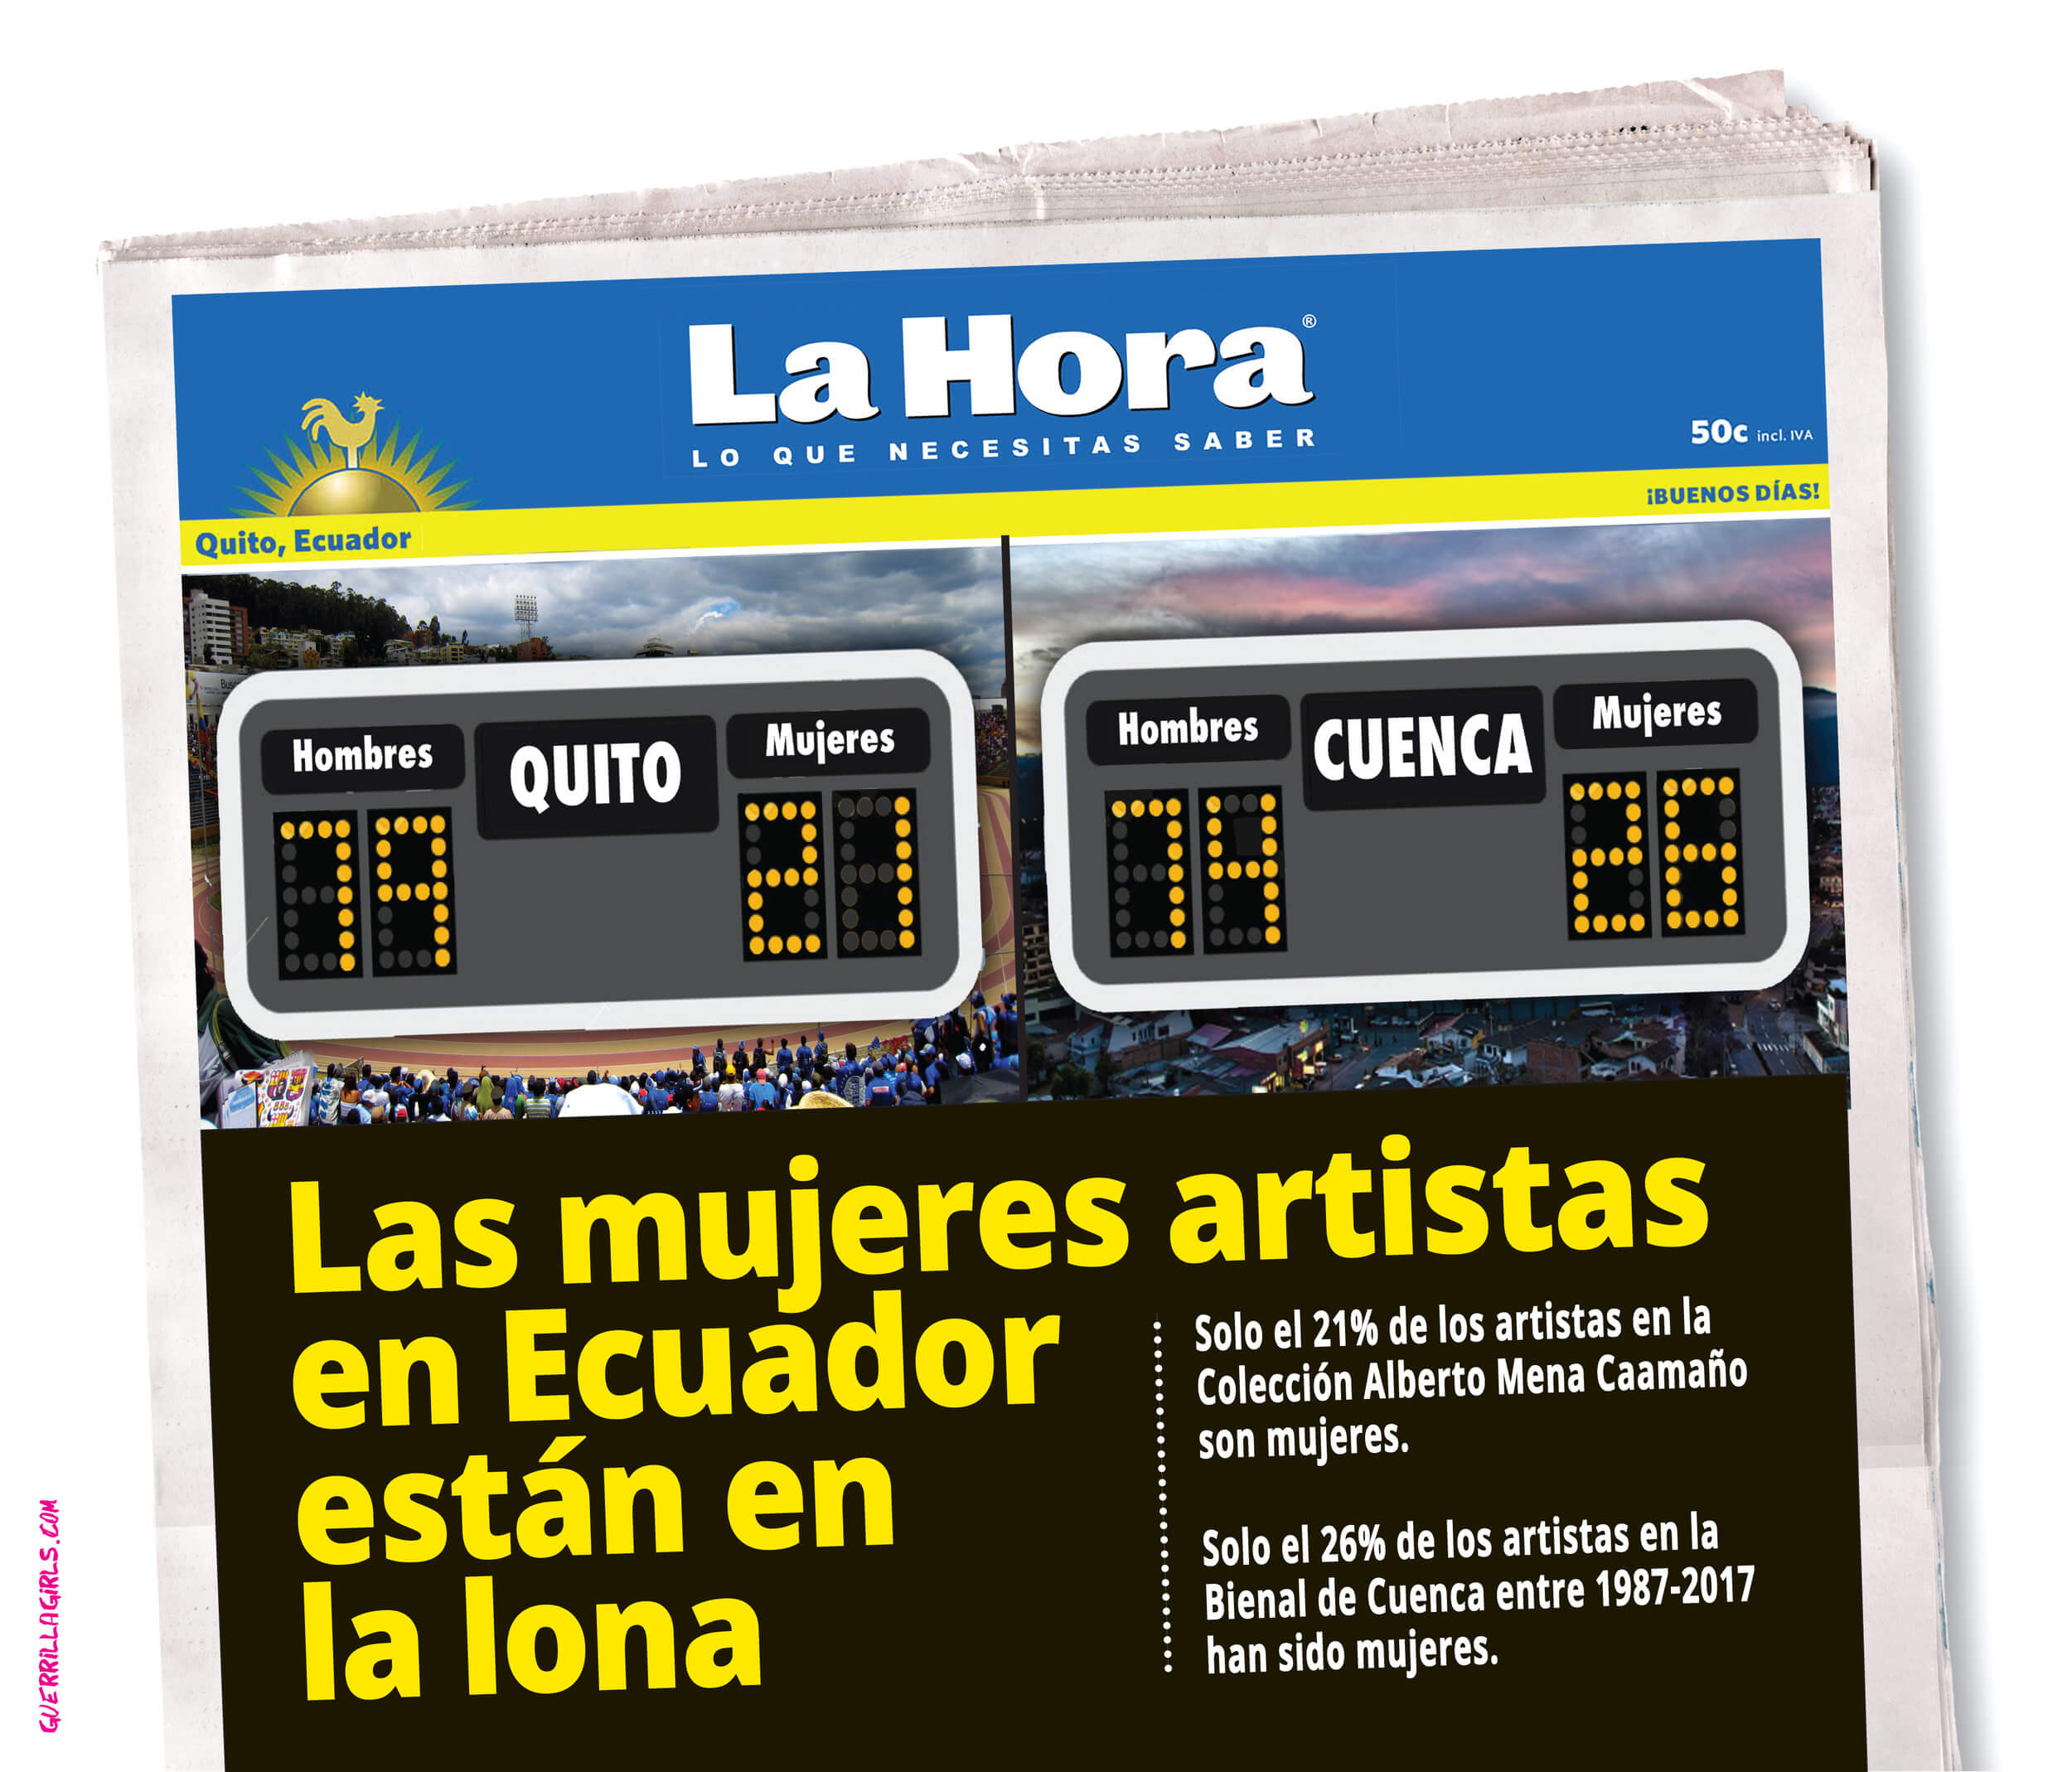 La Hora®
LO QUE NECESITAS SABER
50c incl. IVA
¡BUENOS DÍAS!
Quito, Ecuador
Hombres
QUITO
Mujeres
79
21
Hombres
CUENCA
Mujeres
74
26
Las mujeres artistas
en Ecuador
están en
la lona
Solo el 21% de los artistas en la
Colección Alberto Mena Caamaño
son mujeres.
Solo el 26% de los artistas en la
Bienal de Cuenca entre 1987-2017
han sido mujeres.
GUERRILLAGIRLS.COM